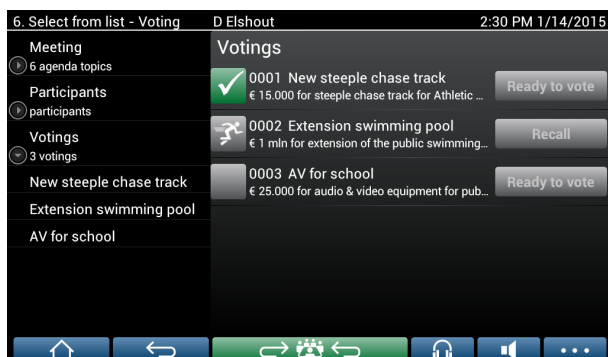 6. Select from list - Voting
D Elshout
2:30 PM 1/14/2015
Meeting
6 agenda topics
Participants
participants
Votings
3 votings
New steeple chase track
Extension swimming pool
AV for school
Votings
0001 New steeple chase track
€ 15.000 for steeple chase track for Athletic ...
Ready to vote
0002 Extension swimming pool
€ 1 mln for extension of the public swimming...
Recall
0003 AV for school
€ 25.000 for audio & video equipment for pub...
Ready to vote